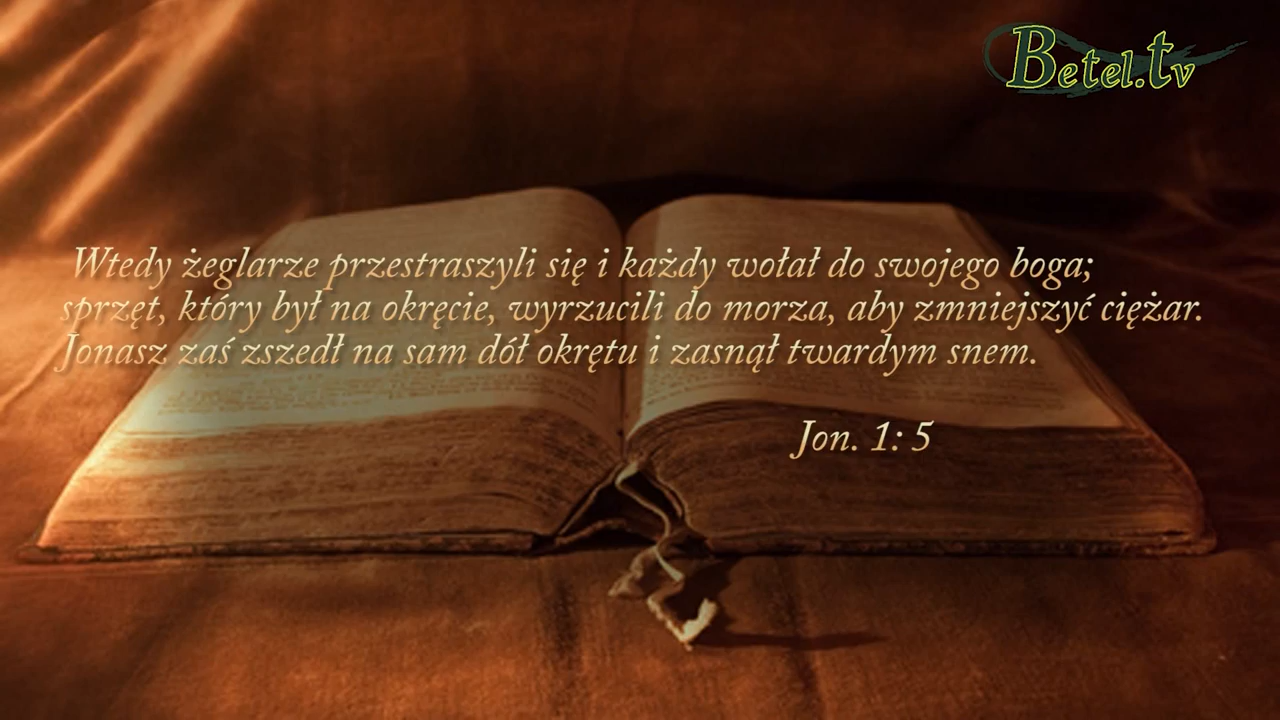 Betel.tv
Wtedy żeglarze przestraszyli się i każdy wołał do swojego boga;
sprzęt, który był na okręcie, wyrzucili do morza, aby zmniejszyć ciężar.
Jonasz zaś zszedł na sam dół okrętu i zasnął twardym snem.
Jon. 1: 5